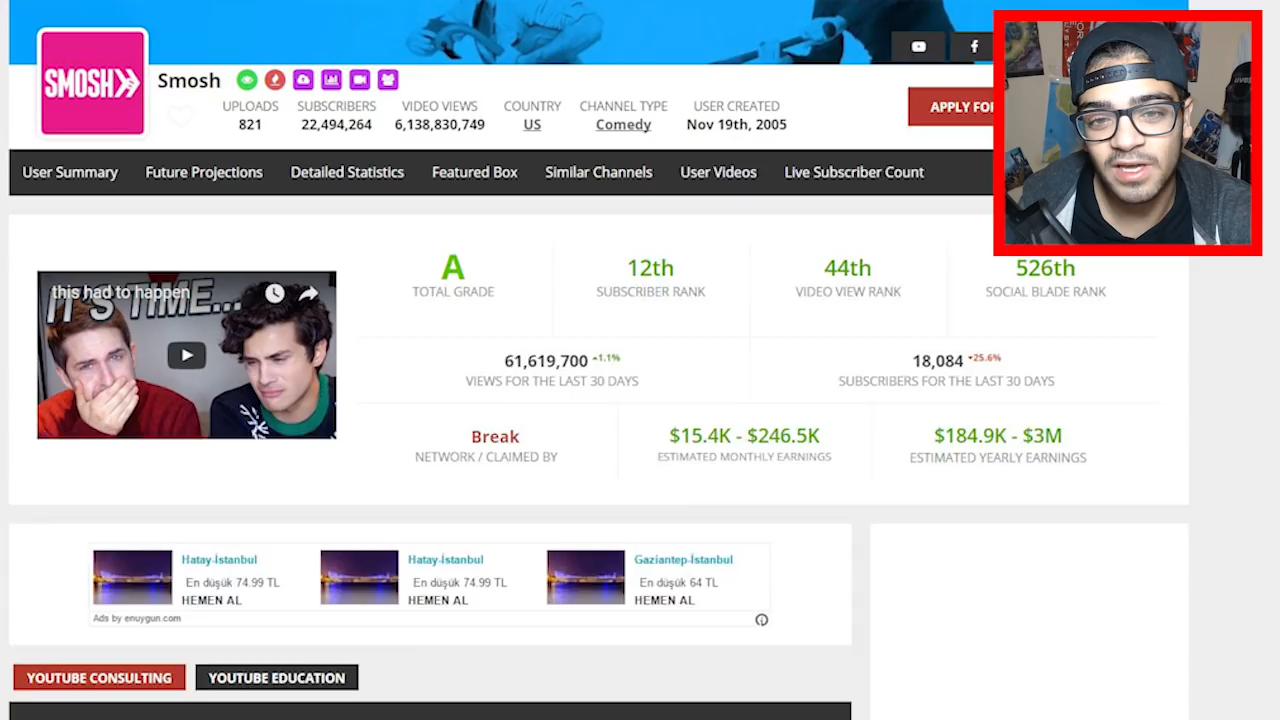 SMOSH
Smosh
UPLOADS
821
SUBSCRIBERS
22,494,264
VIDEO VIEWS
6,138,830,749
COUNTRY
US
CHANNEL TYPE
Comedy
USER CREATED
Nov 19th, 2005
APPLY FOR
User Summary
Future Projections
Detailed Statistics
Featured Box
Similar Channels
User Videos
Live Subscriber Count
this had to happen
IT'S TIME...
A
TOTAL GRADE
12th
SUBSCRIBER RANK
44th
VIDEO VIEW RANK
526th
SOCIAL BLADE RANK
61,619,700 1.1%
VIEWS FOR THE LAST 30 DAYS
18,084 25.6%
SUBSCRIBERS FOR THE LAST 30 DAYS
Break
NETWORK / CLAIMED BY
$15.4K - $246.5K
ESTIMATED MONTHLY EARNINGS
$184.9K - $3M
ESTIMATED YEARLY EARNINGS
Hatay-İstanbul
En düşük 74.99 TL
HEMEN AL
Hatay-İstanbul
En düşük 74.99 TL
HEMEN AL
Gaziantep-İstanbul
En düşük 64 TL
HEMEN AL
Ads by enuygun.com
YOUTUBE CONSULTING
YOUTUBE EDUCATION